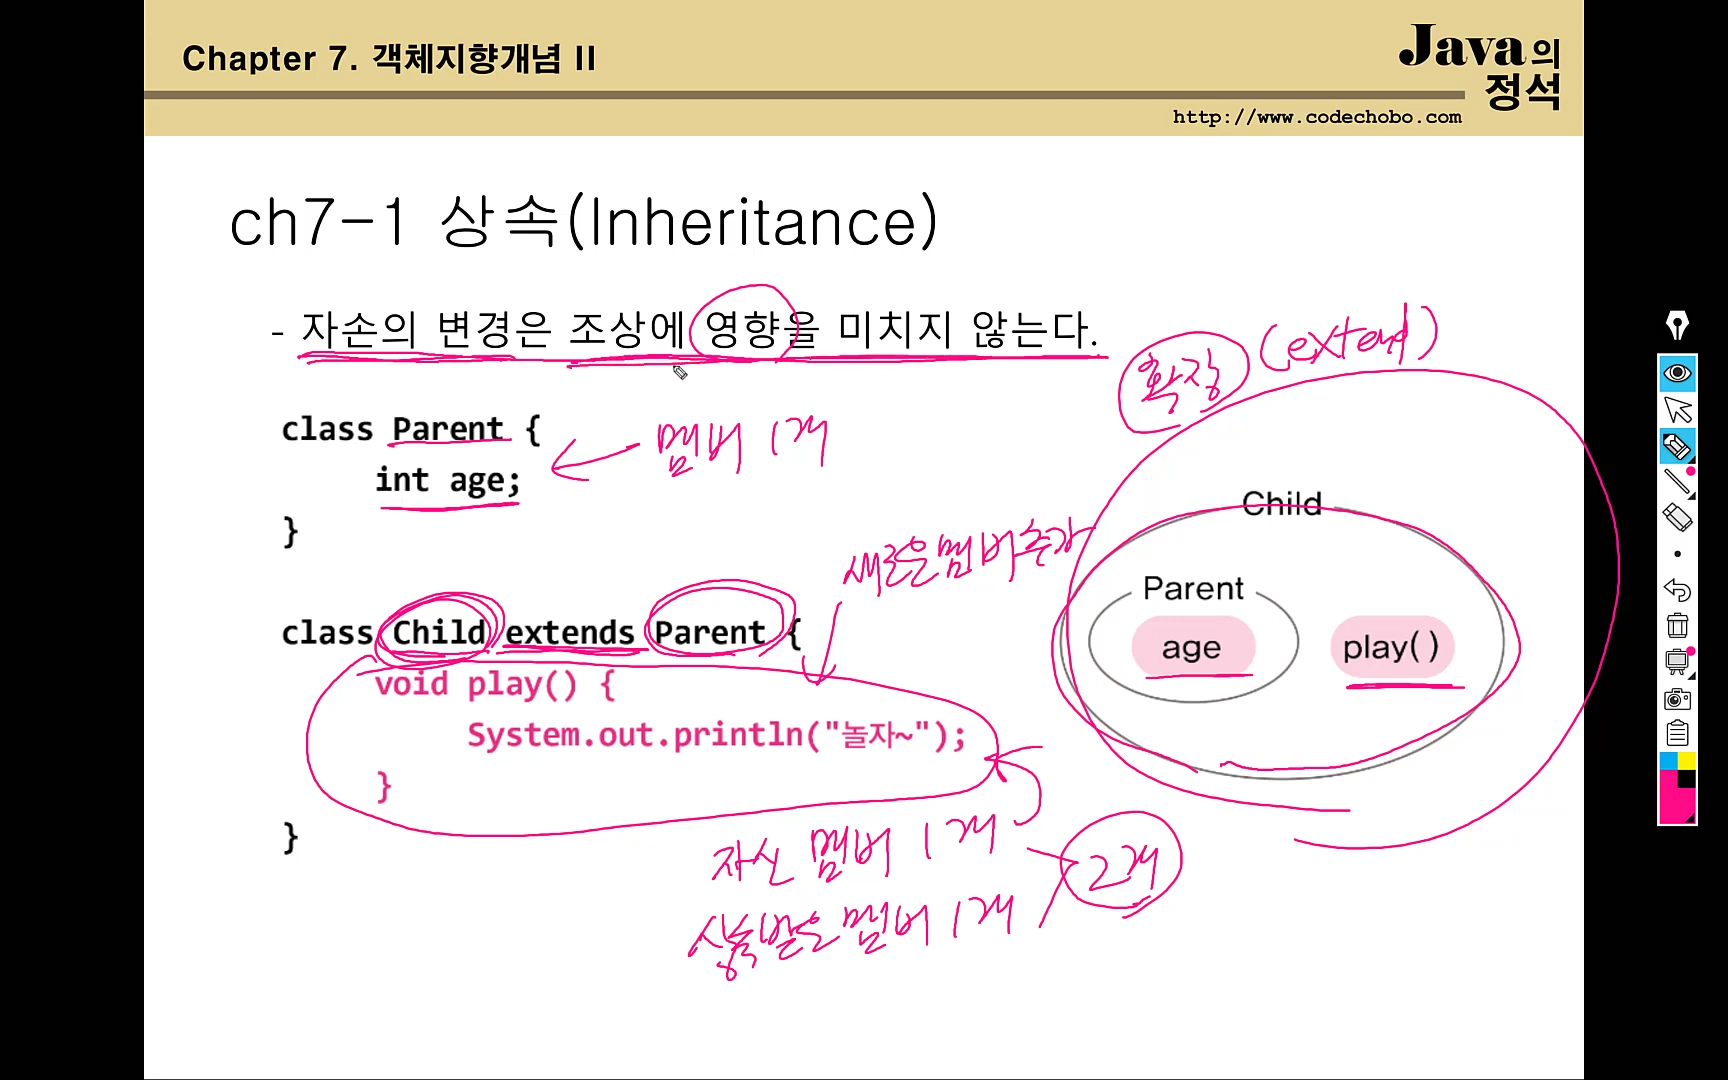 Chapter 7. 객체지향개념 II
Java의
정석
http://www.codechobo.com
ch7-1 상속(Inheritance)
- 자손의 변경은 조상에 영향을 미치지 않는다.
확장 (extend)
class Parent {
멤버 1개
int age;
}
새로운 멤버 추가
class Child extends Parent {
void play() {
System.out.println("놀자~");
}
}
자신 멤버 1개
상속받은 멤버 1개
2개
Child
Parent
age
play()